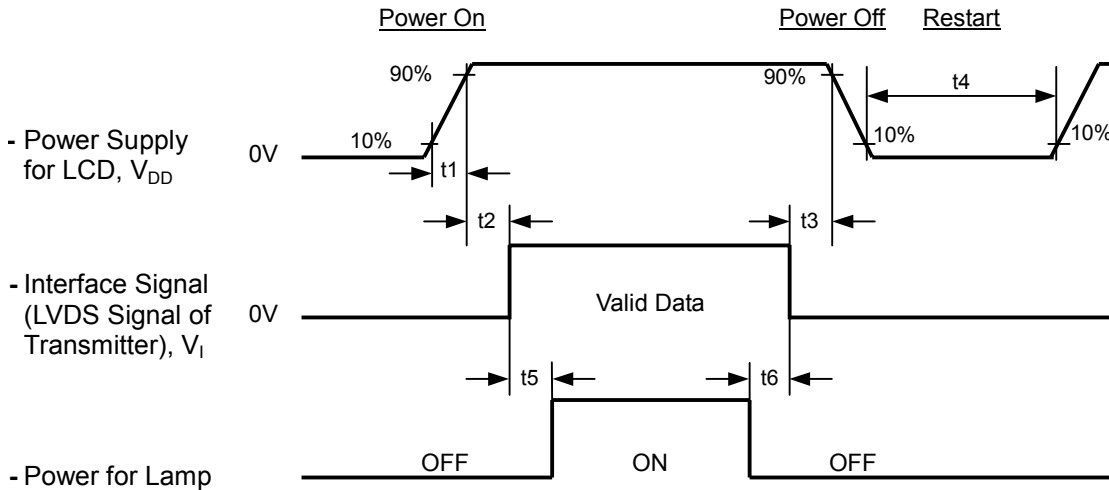 Power On
Power Off
Restart
90%
90%
t4
- Power Supply
for LCD, VDD
0V
10%
10%
10%
t1
t2
t3
- Interface Signal
(LVDS Signal of
Transmitter), VI
0V
Valid Data
t5
t6
- Power for Lamp
OFF
ON
OFF